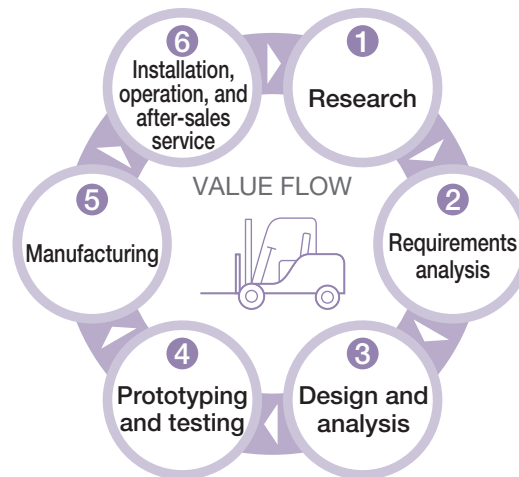 1
Research
2
Requirements
analysis
3
Design and
analysis
4
Prototyping
and testing
5
Manufacturing
6
Installation,
operation, and
after-sales
service
VALUE FLOW